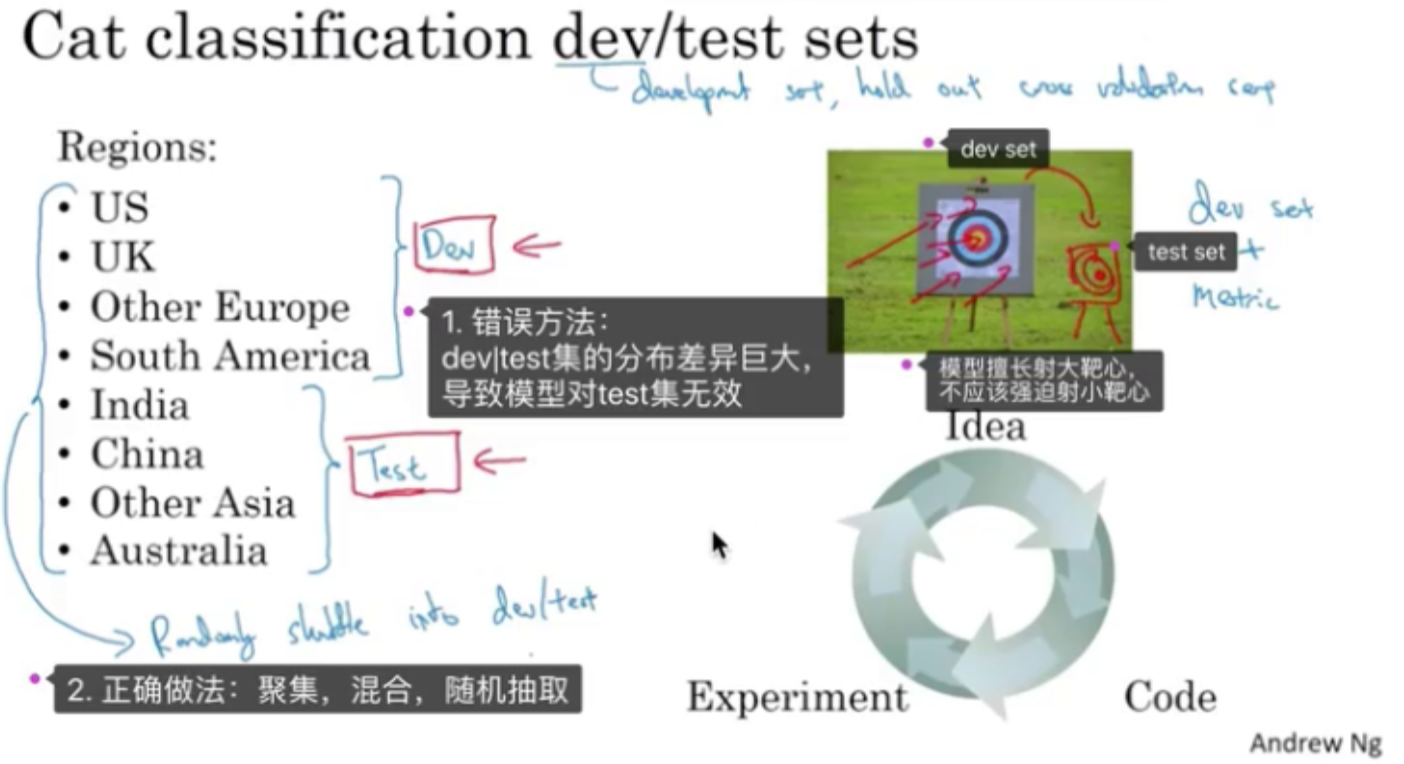 Cat classification dev/test sets
development set, hold out cross validation
Regions:
• US
• UK
• Other Europe
• South America
• India
• China
• Other Asia
• Australia
Dev
Test
1. 错误方法：
dev|test集的分布差异巨大，
导致模型对test集无效
Randomly shuffle into dev/test
2. 正确做法：聚集，混合，随机抽取
dev set
test set
dev set
+
Metric
模型擅长射大靶心，
不应该强迫射小靶心
Idea
Experiment
Code
Andrew Ng